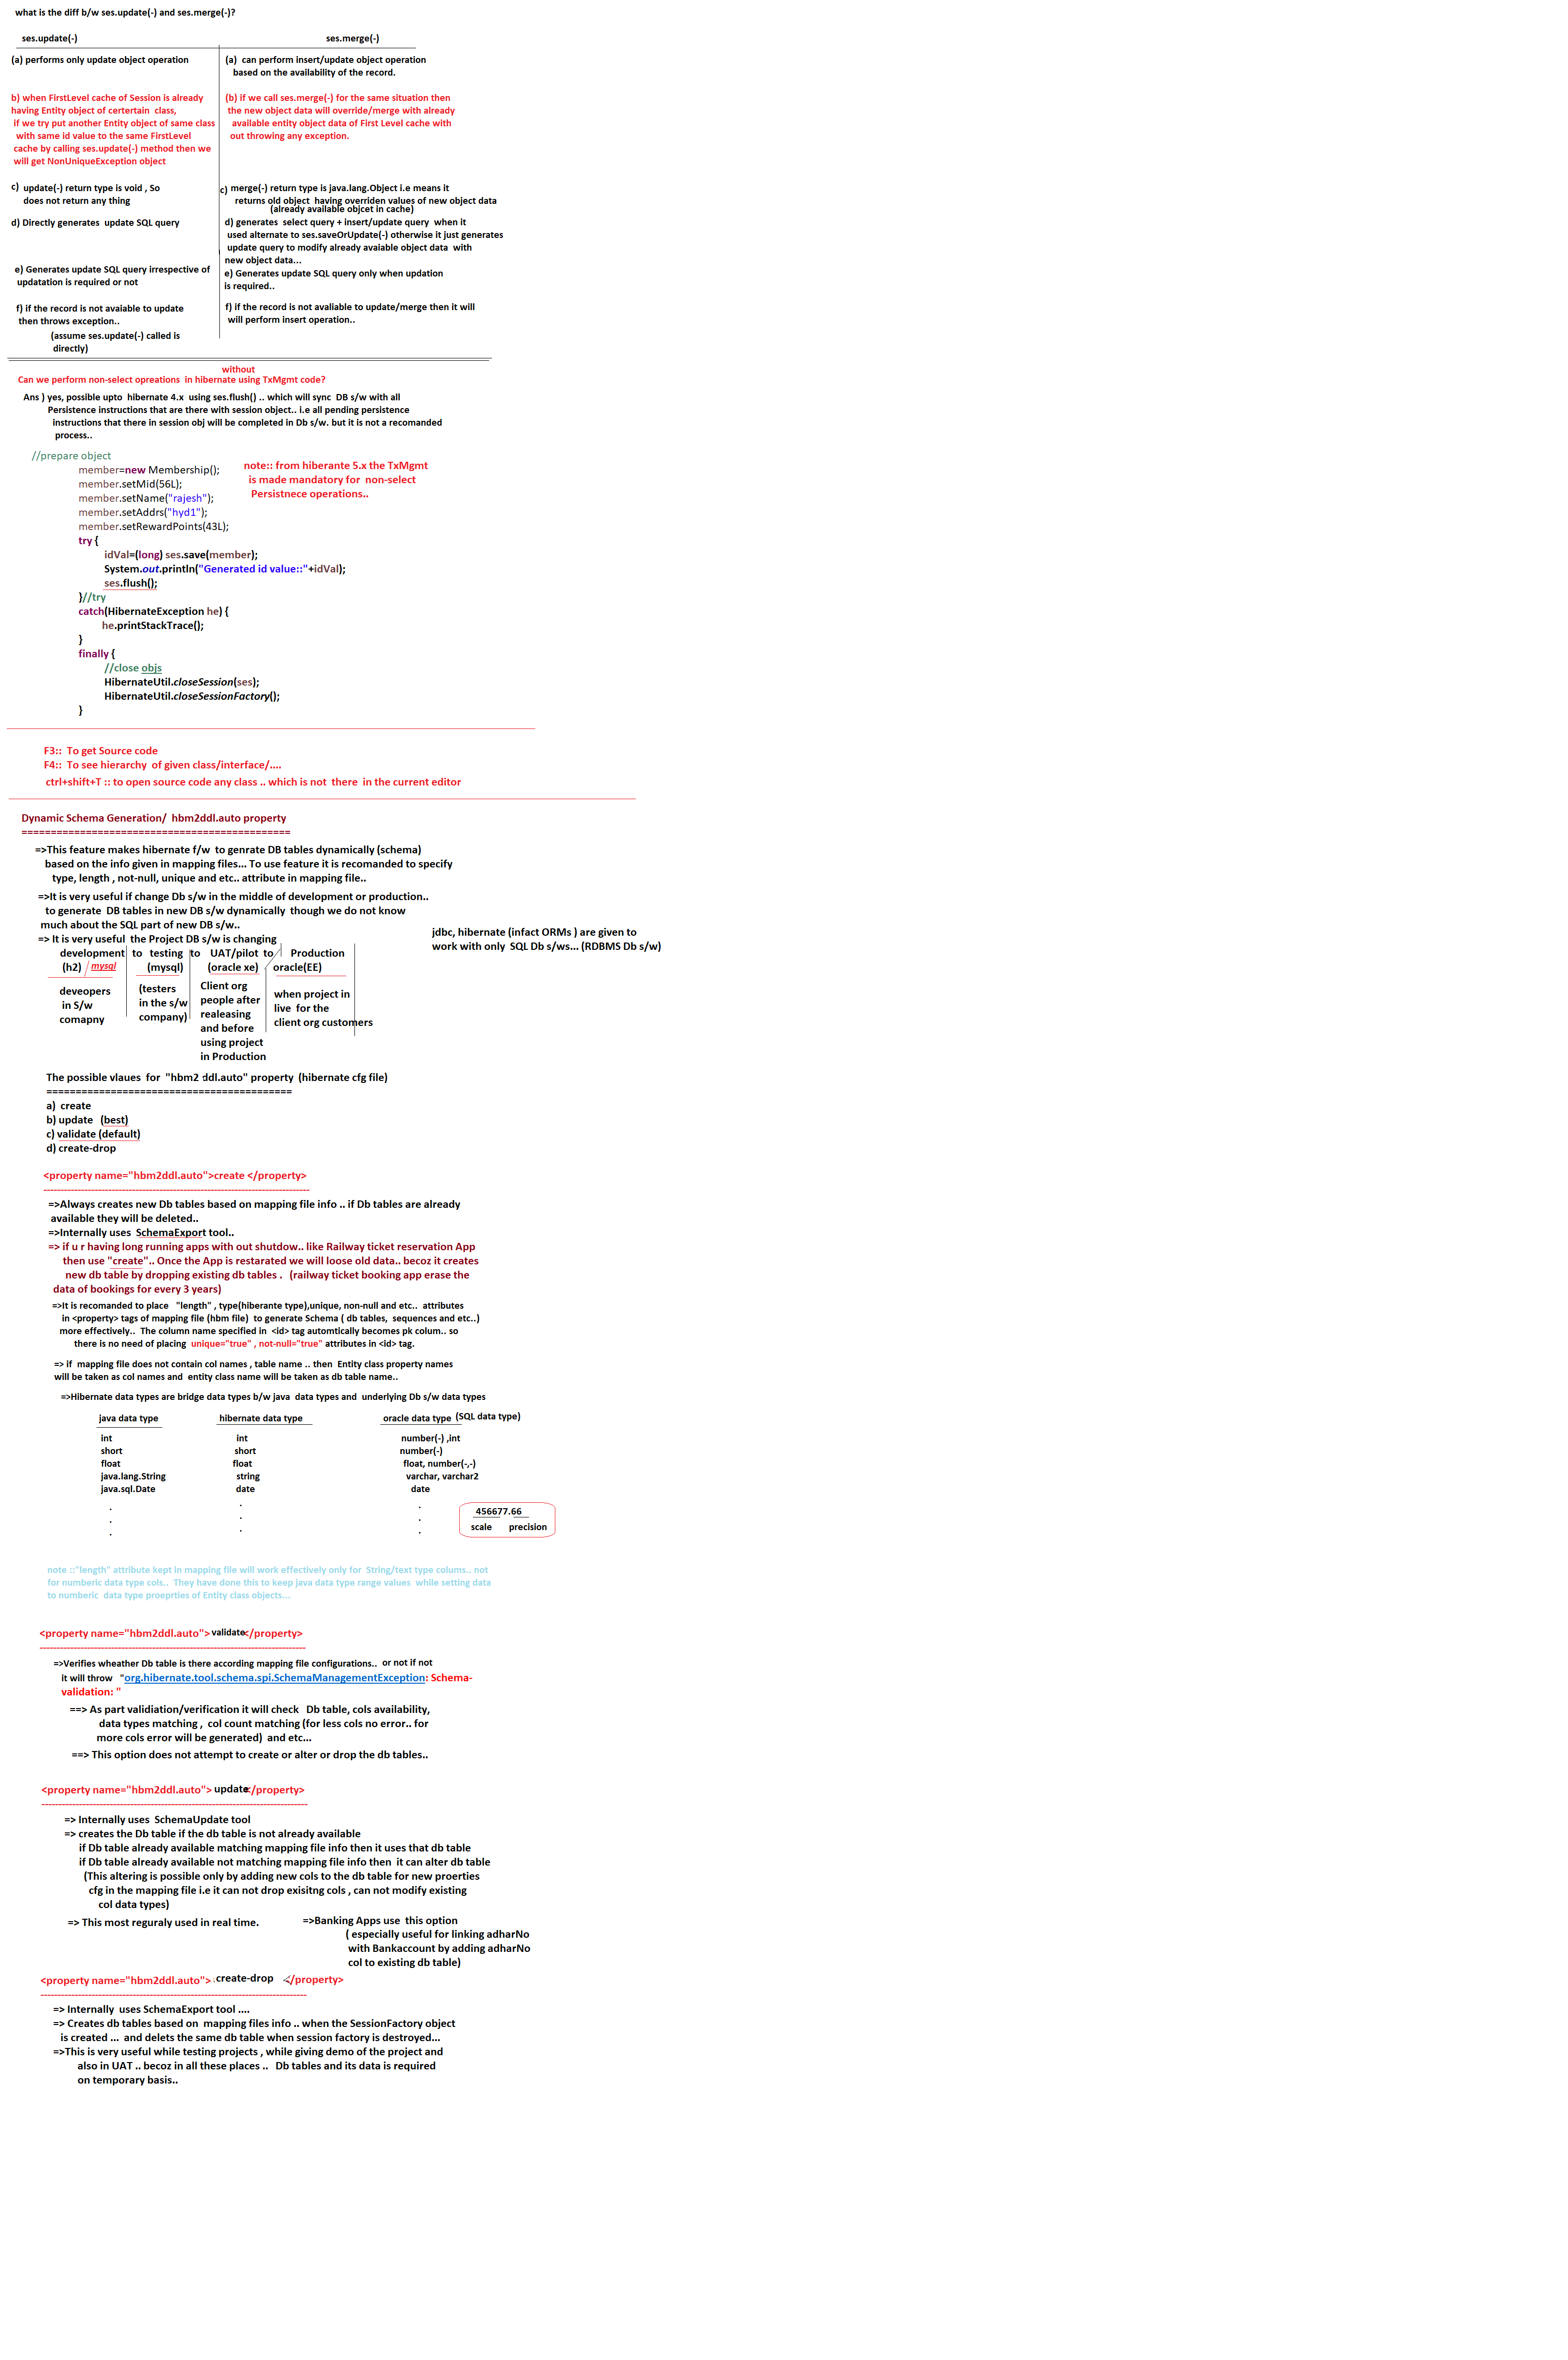 what is the diff b/w ses.update(-) and ses.merge(-)?
ses.update(-)
ses.merge(-)
(a) performs only update object operation
(a) can perform insert/update object operation
based on the availability of the record.
b) when FirstLevel cache of Session is already
having Entity object of certertain class,
if we try put another Entity object of same class
with same id value to the same FirstLevel
cache by calling ses.update(-) method then we
will get NonUniqueException object
(b) if we call ses.merge(-) for the same situation then
the new object data will override/merge with already
available entity object data of First Level cache with
out throwing any exception.
c) update(-) return type is void , So
does not return any thing
c) merge(-) return type is java.lang.Object i.e means it
returns old object having overriden values of new object data
(already available objcet in cache)
d) Directly generates update SQL query
d) generates select query + insert/update query when it
used alternate to ses.saveOrUpdate(-) otherwise it just generates
update query to modify already avaiable object data with
new object data...
e) Generates update SQL query irrespective of
updatation is required or not
e) Generates update SQL query only when updation
is required..
f) if the record is not avaiable to update
then throws exception..
(assume ses.update(-) called is
directly)
f) if the record is not avaliable to update/merge then it will
will perform insert operation..
without
Can we perform non-select opreations in hibernate using TxMgmt code?
Ans ) yes, possible upto hibernate 4.x using ses.flush() .. which will sync DB s/w with all
Persistence instructions that are there with session object.. i.e all pending persistence
instructions that there in session obj will be completed in Db s/w. but it is not a recomanded
process..
//prepare object
member=new Membership();
member.setMid(56L);
member.setName("rajesh");
member.setAddrs("hyd1");
member.setRewardPoints(43L);
note:: from hiberante 5.x the TxMgmt
is made mandatory for non-select
Persistnece operations..
try {
idVal=(long) ses.save(member);
System.out.println("Generated id value::"+idVal);
ses.flush();
}//try
catch(HibernateException he) {
he.printStackTrace();
}
finally {
//close objs
HibernateUtil.closeSession(ses);
HibernateUtil.closeSessionFactory();
}
F3:: To get Source code
F4:: To see hierarchy of given class/interface/....
ctrl+shift+T :: to open source code any class .. which is not there in the current editor
Dynamic Schema Generation/ hbm2ddl.auto property
==============================================
=>This feature makes hibernate f/w to genrate DB tables dynamically (schema)
based on the info given in mapping files... To use feature it is recomanded to specify
type, length , not-null, unique and etc.. attribute in mapping file..
=>It is very useful if change Db s/w in the middle of development or production..
to generate DB tables in new DB s/w dynamically though we do not know
much about the SQL part of new DB s/w..
=> It is very useful the Project DB s/w is changing
jdbc, hibernate (infact ORMs ) are given to
work with only SQL Db s/ws... (RDBMS Db s/w)
development to testing to UAT/pilot to Production
(h2) / mysql (mysql) (oracle xe) oracle(EE)
deveopers
in S/w
comapny
(testers
in the s/w
company)
Client org
people after
realeasing
and before
using project
in Production
when project in
live for the
client org customers
The possible vlaues for "hbm2 ddl.auto" property (hibernate cfg file)
==========================================
a) create
b) update (best)
c) validate (default)
d) create-drop
<property name="hbm2ddl.auto">create </property>
------------------------------------------------------------------------------
=>Always creates new Db tables based on mapping file info .. if Db tables are already
available they will be deleted..
=>Internally uses SchemaExport tool..
=> if u r having long running apps with out shutdow.. like Railway ticket reservation App
then use "create".. Once the App is restarated we will loose old data.. becoz it creates
new db table by dropping existing db tables . (railway ticket booking app erase the
data of bookings for every 3 years)
=>It is recomanded to place "length" , type(hiberante type),unique, non-null and etc.. attributes
in <property> tags of mapping file (hbm file) to generate Schema ( db tables, sequences and etc..)
more effectively.. The column name specified in <id> tag automtically becomes pk colum.. so
there is no need of placing unique="true" , not-null="true" attributes in <id> tag.
=> if mapping file does not contain col names , table name .. then Entity class property names
will be taken as col names and entity class name will be taken as db table name..
=>Hibernate data types are bridge data types b/w java data types and underlying Db s/w data types
java data type hibernate data type oracle data type (SQL data type)
int int number(-) ,int
short short number(-)
float float float, number(-,-)
java.lang.String string varchar, varchar2
java.sql.Date date date
. . .
. . .
. . .
456677.66
scale precision
note ::"length" attribute kept in mapping file will work effectively only for String/text type colums.. not
for numberic data type cols.. They have done this to keep java data type range values while setting data
to numberic data type proeprties of Entity class objects...
<property name="hbm2ddl.auto"> validate</property>
------------------------------------------------------------------------------
=>Verifies wheather Db table is there according mapping file configurations.. or not if not
it will throw "org.hibernate.tool.schema.spi.SchemaManagementException: Schema-
validation: "
==> As part validiation/verification it will check Db table, cols availability,
data types matching , col count matching (for less cols no error.. for
more cols error will be generated) and etc...
==> This option does not attempt to create or alter or drop the db tables..
<property name="hbm2ddl.auto"> update</property>
------------------------------------------------------------------------------
=> Internally uses SchemaUpdate tool
=> creates the Db table if the db table is not already available
if Db table already available matching mapping file info then it uses that db table
if Db table already available not matching mapping file info then it can alter db table
(This altering is possible only by adding new cols to the db table for new proerties
cfg in the mapping file i.e it can not drop exisitng cols , can not modify existing
col data types)
=> This most reguraly used in real time.
=>Banking Apps use this option
( especially useful for linking adharNo
with Bankaccount by adding adharNo
col to existing db table)
<property name="hbm2ddl.auto"> create-drop </property>
------------------------------------------------------------------------------
=> Internally uses SchemaExport tool ....
=> Creates db tables based on mapping files info .. when the SessionFactory object
is created ... and delets the same db table when session factory is destroyed...
=>This is very useful while testing projects , while giving demo of the project and
also in UAT .. becoz in all these places .. Db tables and its data is required
on temporary basis..